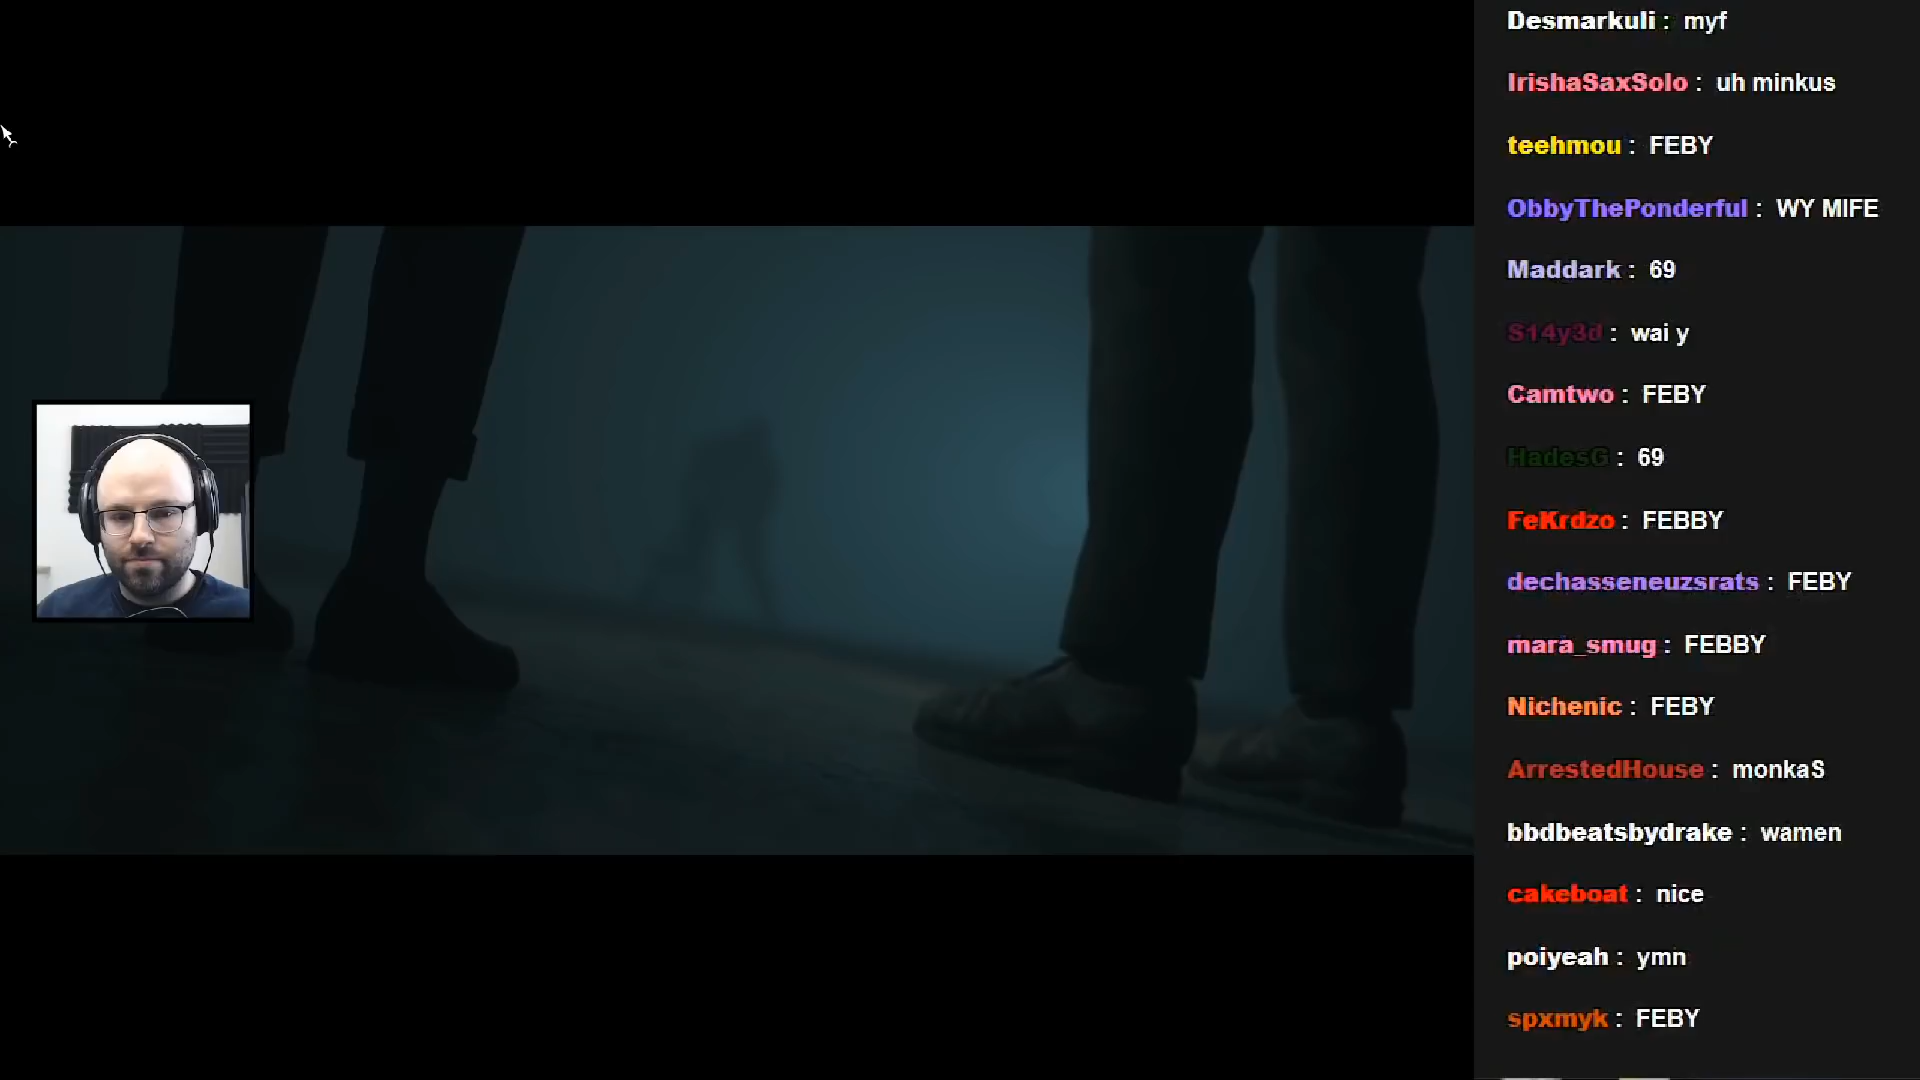 Desmarkuli : myf
IrishaSaxSolo : uh minkus
teehmou : FEBY
ObbyThePonderful : WY MIFE
Maddark : 69
S14y3d : wai y
Camtwo : FEBY
HadesG : 69
FeKrdzo : FEBBY
dechasseneuzsrats : FEBY
mara_smug : FEBBY
Nichenic : FEBY
ArrestedHouse : monkaS
bbdbeatsbydrake : wamen
cakeboat : nice
poiyeah : ymn
spxmyk : FEBY